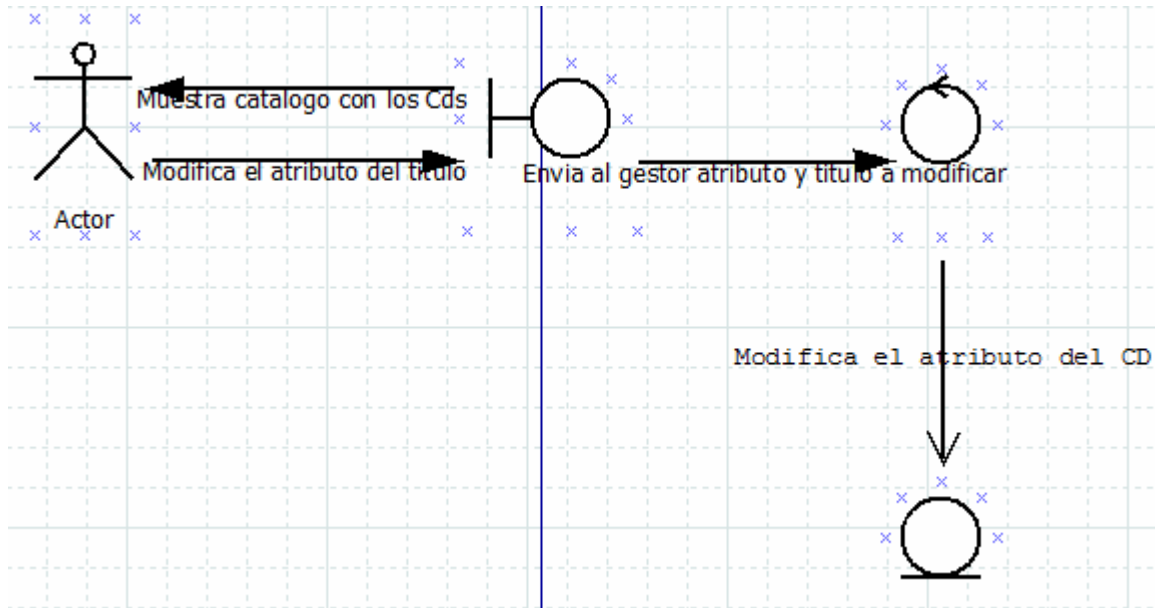 Muestra catalogo con los Cds
Modifica el atributo del titulo
Envia al gestor atributo y titulo a modificar
Actor
Modifica el atributo del CD